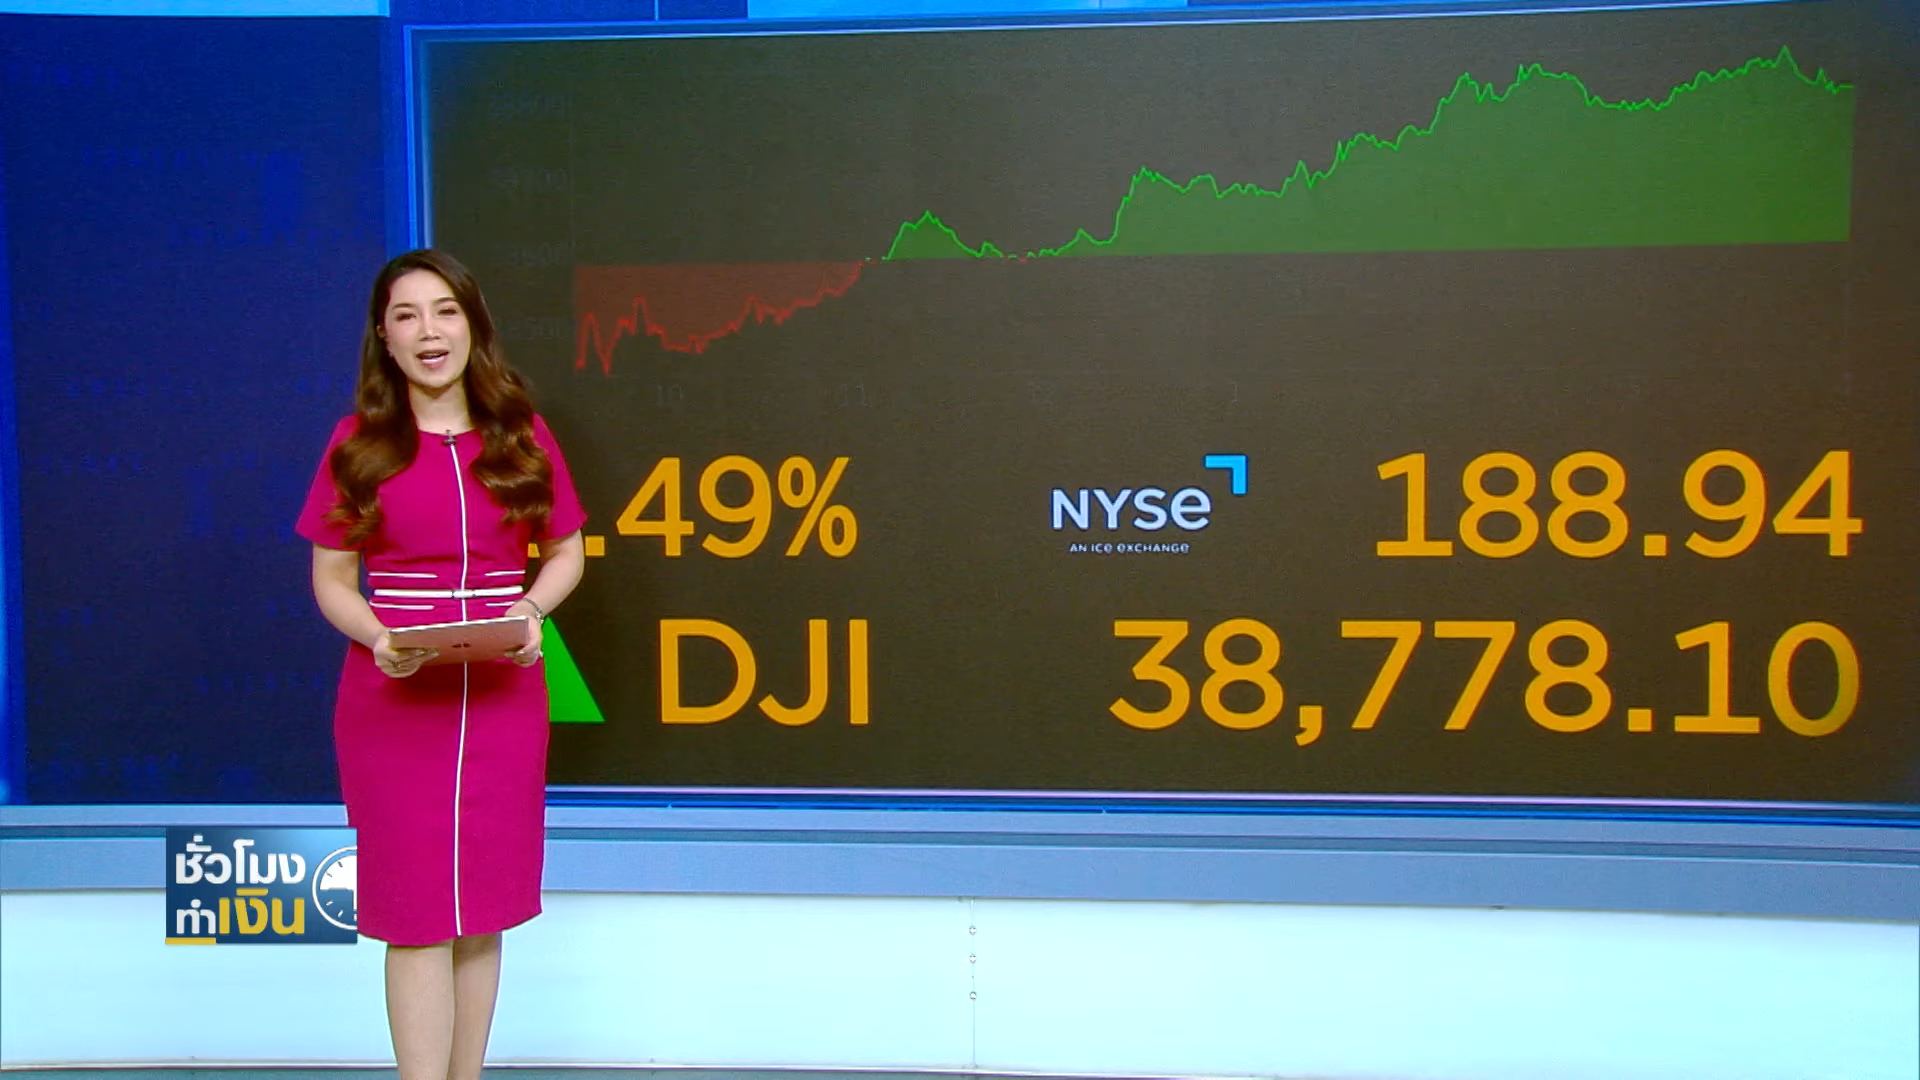 .49%
NYSE
AN ICE EXCHANGE
188.94
DJI
38,778.10
ชั่วโมง
ทำเงิน